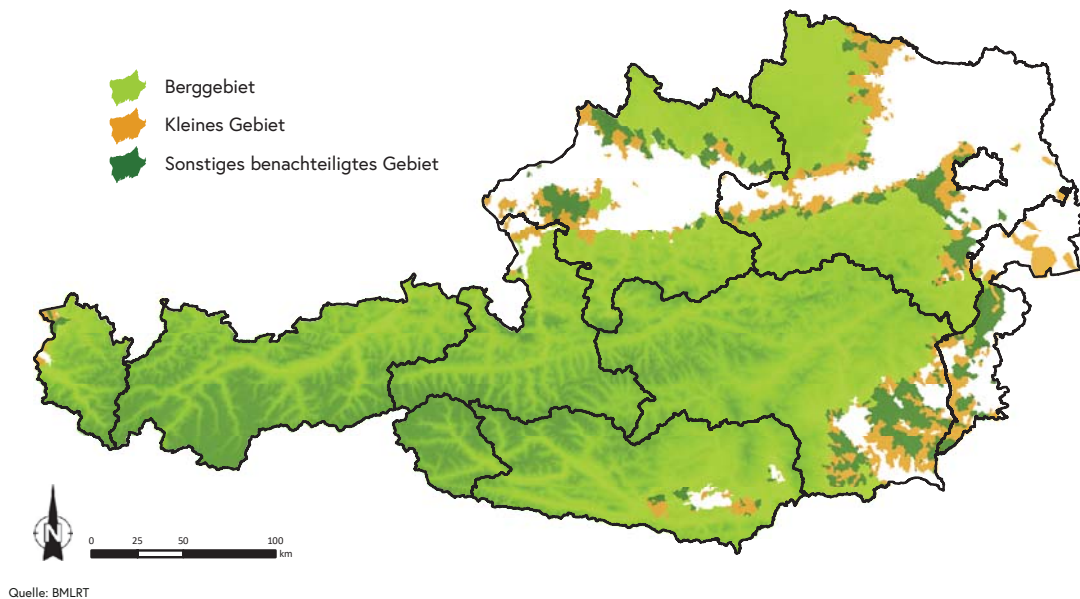 Berggebiet
Kleines Gebiet
Sonstiges benachteiligtes Gebiet
N
0 25 50 100
km
Quelle: BMLRT